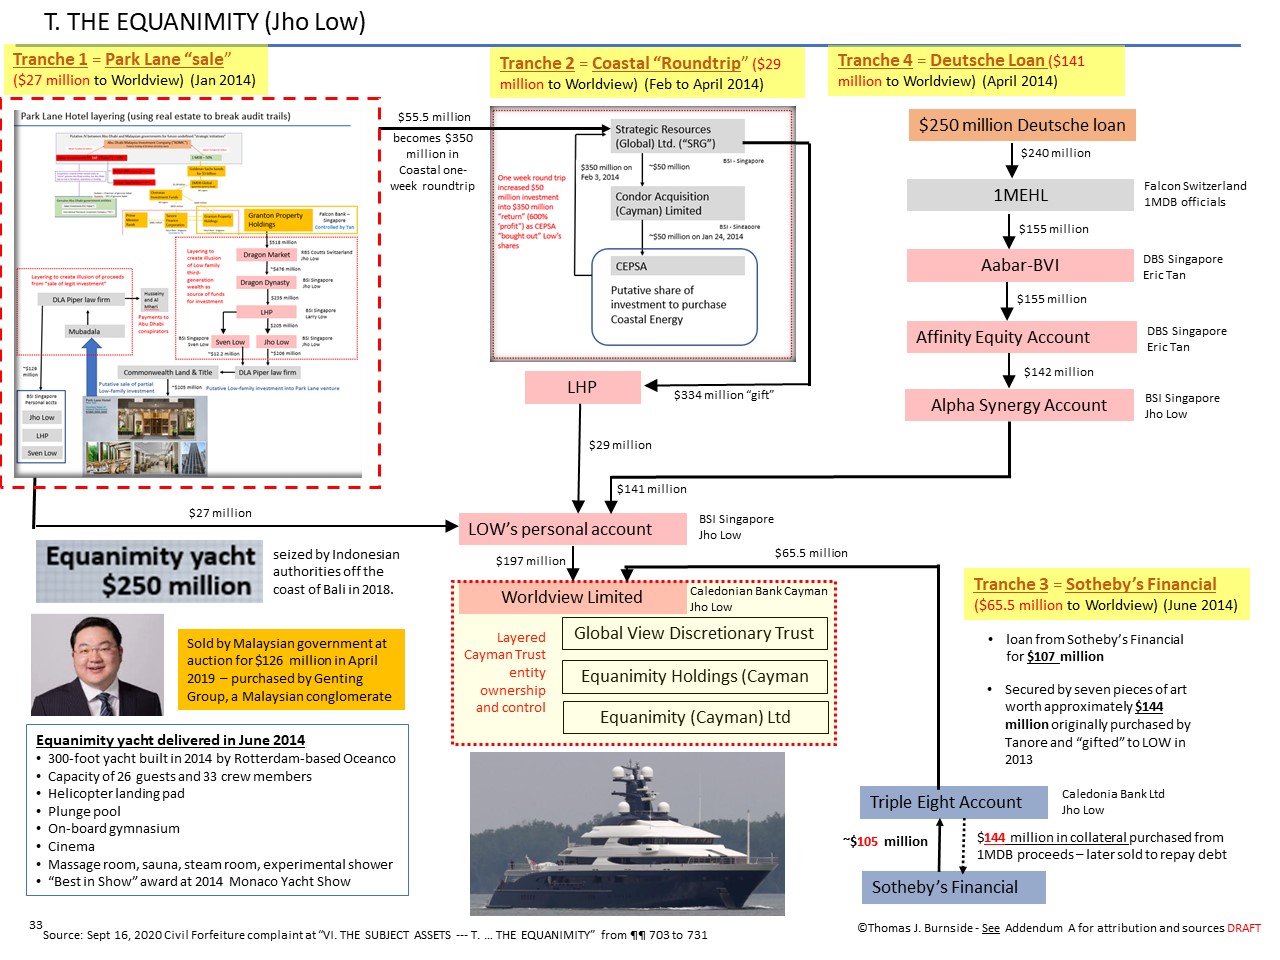 T. THE EQUANIMITY (Jho Low)
Tranche 1 = Park Lane “sale”
($27 million to Worldview) (Jan 2014)
Tranche 2 = Coastal “Roundtrip” ($29
million to Worldview) (Feb to April 2014)
Tranche 4 = Deutsche Loan ($141
million to Worldview) (April 2014)
Park Lane Hotel layering (using real estate to break audit trails)
Granton Property
Holdings
Falcon Bank –
Singapore
Controlled by Tan
$518 million
Layering to
create illusion
of Low family
third-
generation
wealth as
source of funds
for investment
Dragon Market
RBS Coutts Switzerland
Jho Low
~$476 million
Dragon Dynasty
BSI Singapore
Jho Low
$235 million
LHP
BSI Singapore
Larry Low
$205 million
BSI Singapore
Sven Low
Sven Low
Jho Low
BSI Singapore
Jho Low
~$12.2 million
~$206 million
Layering to create illusion of proceeds
from “sale of legit investment”
DLA Piper law firm
Husseiny
and Al
Mheiri
Payments to
Abu Dhabi
conspirators
Mubadala
~$129
million
Commonwealth Land & Title
DLA Piper law firm
Putative sale of partial
Low-family investment
~$205 million
Putative Low-family investment into Park Lane venture
BSI Singapore
Personal accts
Jho Low
LHP
Sven Low
$55.5 million
becomes $350
million in
Coastal one-
week roundtrip
One week round trip
increased $50
million investment
into $350 million
“return” (600%
‘profit’) as CEPSA
“bought out” Low’s
shares
Strategic Resources
(Global) Ltd. (“SRG”)
BSI - Singapore
$350 million on
Feb 3, 2014
~$50 million
Condor Acquisition
(Cayman) Limited
BSI - Singapore
~$50 million on Jan 24, 2014
CEPSA
Putative share of
investment to purchase
Coastal Energy
LHP
$334 million “gift”
$29 million
$250 million Deutsche loan
$240 million
1MEHL
Falcon Switzerland
1MDB officials
$155 million
Aabar-BVI
DBS Singapore
Eric Tan
$155 million
Affinity Equity Account
DBS Singapore
Eric Tan
$142 million
Alpha Synergy Account
BSI Singapore
Jho Low
$141 million
$27 million
LOW’s personal account
BSI Singapore
Jho Low
$197 million
$65.5 million
Equanimity yacht
$250 million
seized by Indonesian
authorities off the
coast of Bali in 2018.
Sold by Malaysian government at
auction for $126 million in April
2019 – purchased by Genting
Group, a Malaysian conglomerate
Worldview Limited
Caledonian Bank Cayman
Jho Low
Layered
Cayman Trust
entity
ownership
and control
Global View Discretionary Trust
Equanimity Holdings (Cayman
Equanimity (Cayman) Ltd
Tranche 3 = Sotheby’s Financial
($65.5 million to Worldview) (June 2014)
• loan from Sotheby’s Financial
for $107 million
• Secured by seven pieces of art
worth approximately $144
million originally purchased by
Tanore and “gifted” to LOW in
2013
Equanimity yacht delivered in June 2014
• 300-foot yacht built in 2014 by Rotterdam-based Oceanco
• Capacity of 26 guests and 33 crew members
• Helicopter landing pad
• Plunge pool
• On-board gymnasium
• Cinema
• Massage room, sauna, steam room, experimental shower
• “Best in Show” award at 2014 Monaco Yacht Show
Triple Eight Account
Caledonia Bank Ltd
Jho Low
~$105 million
$144 million in collateral purchased from
1MDB proceeds – later sold to repay debt
Sotheby’s Financial
33
Source: Sept 16, 2020 Civil Forfeiture complaint at “VI. THE SUBJECT ASSETS --- T. … THE EQUANIMITY” from ¶¶ 703 to 731
©Thomas J. Burnside - See Addendum A for attribution and sources DRAFT